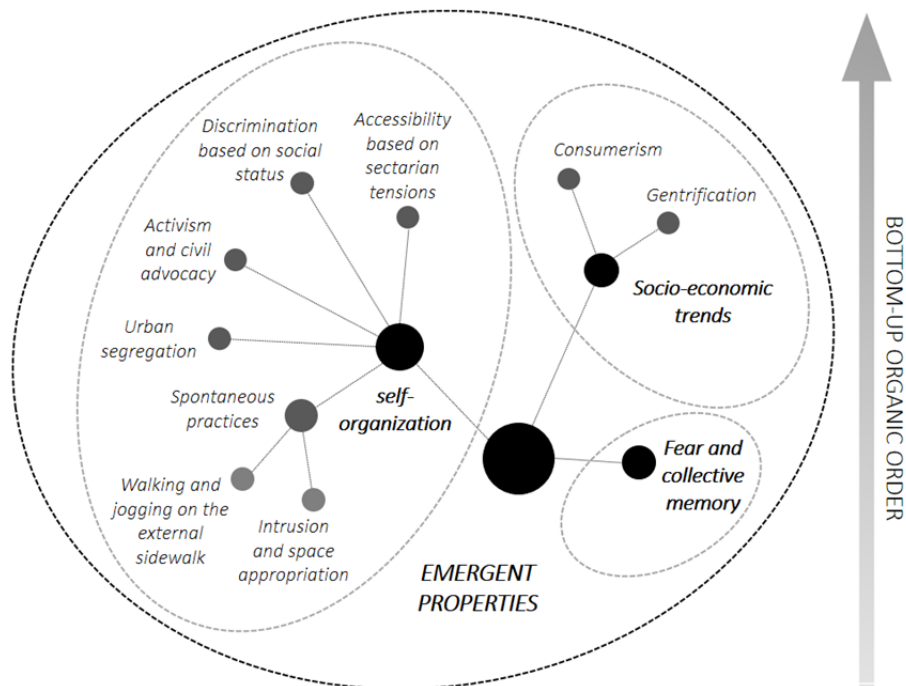 Discrimination
based on social
status
Accessibility
based on
sectarian
tensions
Consumerism
Gentrification
Activism
and civil
advocacy
Socio-economic
trends
Urban
segregation
Spontaneous
practices
self-
organization
Fear and
collective
memory
Walking and
jogging on the
external
sidewalk
Intrusion
and space
appropriation
EMERGENT
PROPERTIES
BOTTOM-UP ORGANIC ORDER